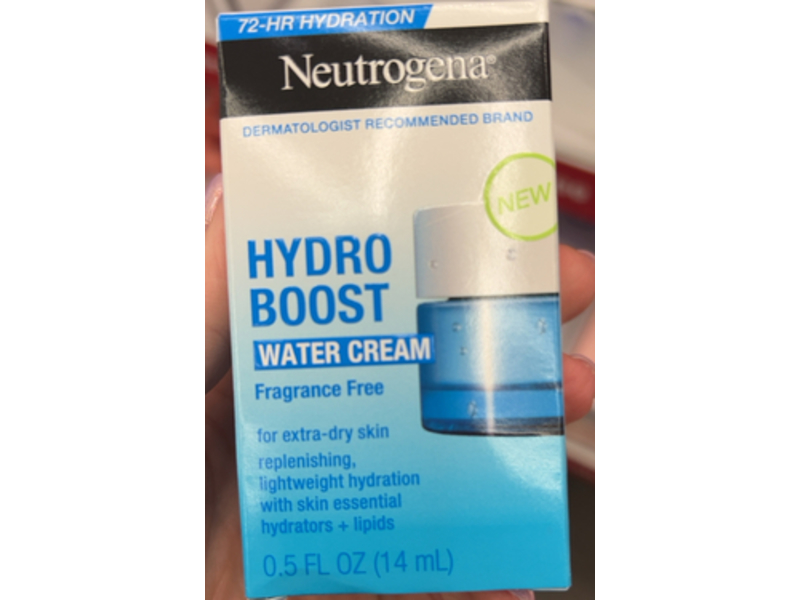 72-HR HYDRATION
Neutrogena®
DERMATOLOGIST RECOMMENDED BRAND
NEW
HYDRO
BOOST
WATER CREAM
Fragrance Free
for extra-dry skin
replenishing,
lightweight hydration
with skin essential
hydrators + lipids
0.5 FL OZ (14 mL)